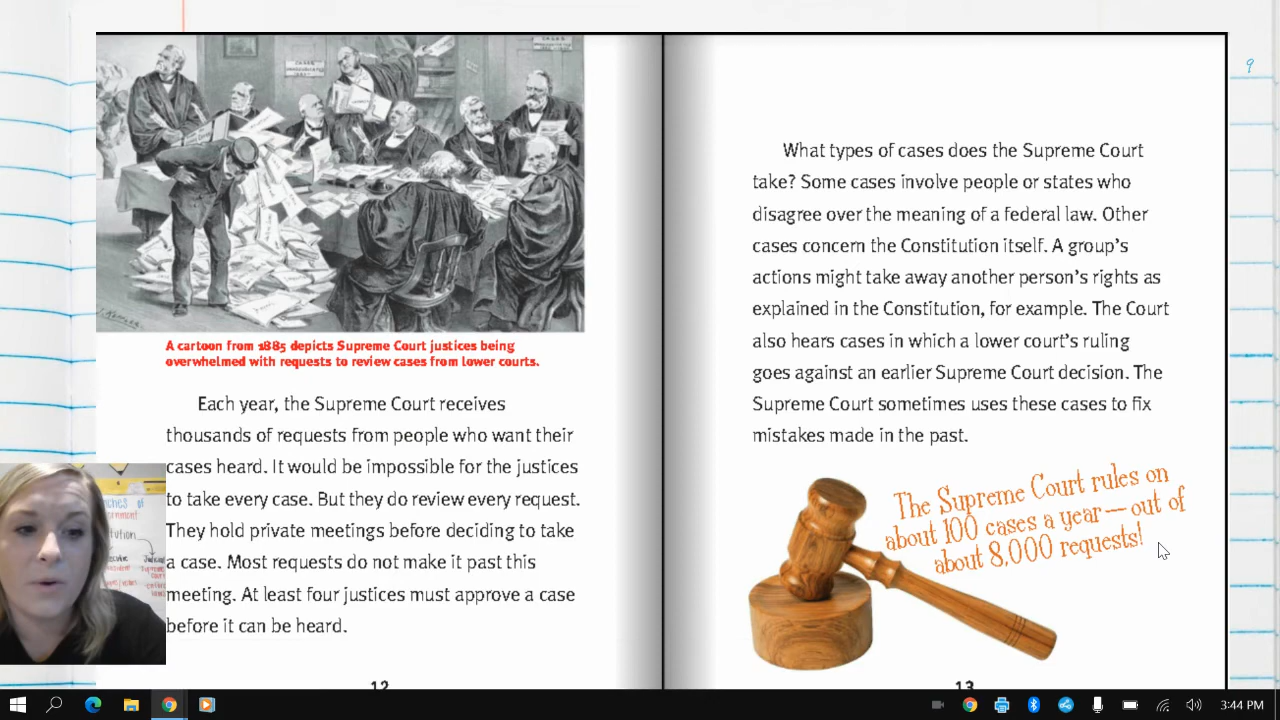 A cartoon from 1885 depicts Supreme Court justices being
overwhelmed with requests to review cases from lower courts.
Each year, the Supreme Court receives
thousands of requests from people who want their
cases heard. It would be impossible for the justices
to take every case. But they do review every request.
They hold private meetings before deciding to take
a case. Most requests do not make it past this
meeting. At least four justices must approve a case
before it can be heard.
12
What types of cases does the Supreme Court
take? Some cases involve people or states who
disagree over the meaning of a federal law. Other
cases concern the Constitution itself. A group's
actions might take away another person's rights as
explained in the Constitution, for example. The Court
also hears cases in which a lower court's ruling
goes against an earlier Supreme Court decision. The
Supreme Court sometimes uses these cases to fix
mistakes made in the past.
The Supreme Court rules on
about 100 cases a year—out of
about 8,000 requests!
13
9
3:44 PM